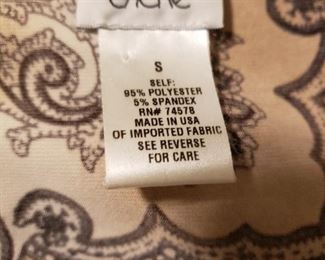 S
SELF:
95% POLYESTER
5% SPANDEX
RN# 74578
MADE IN USA
OF IMPORTED FABRIC
SEE REVERSE
FOR CARE